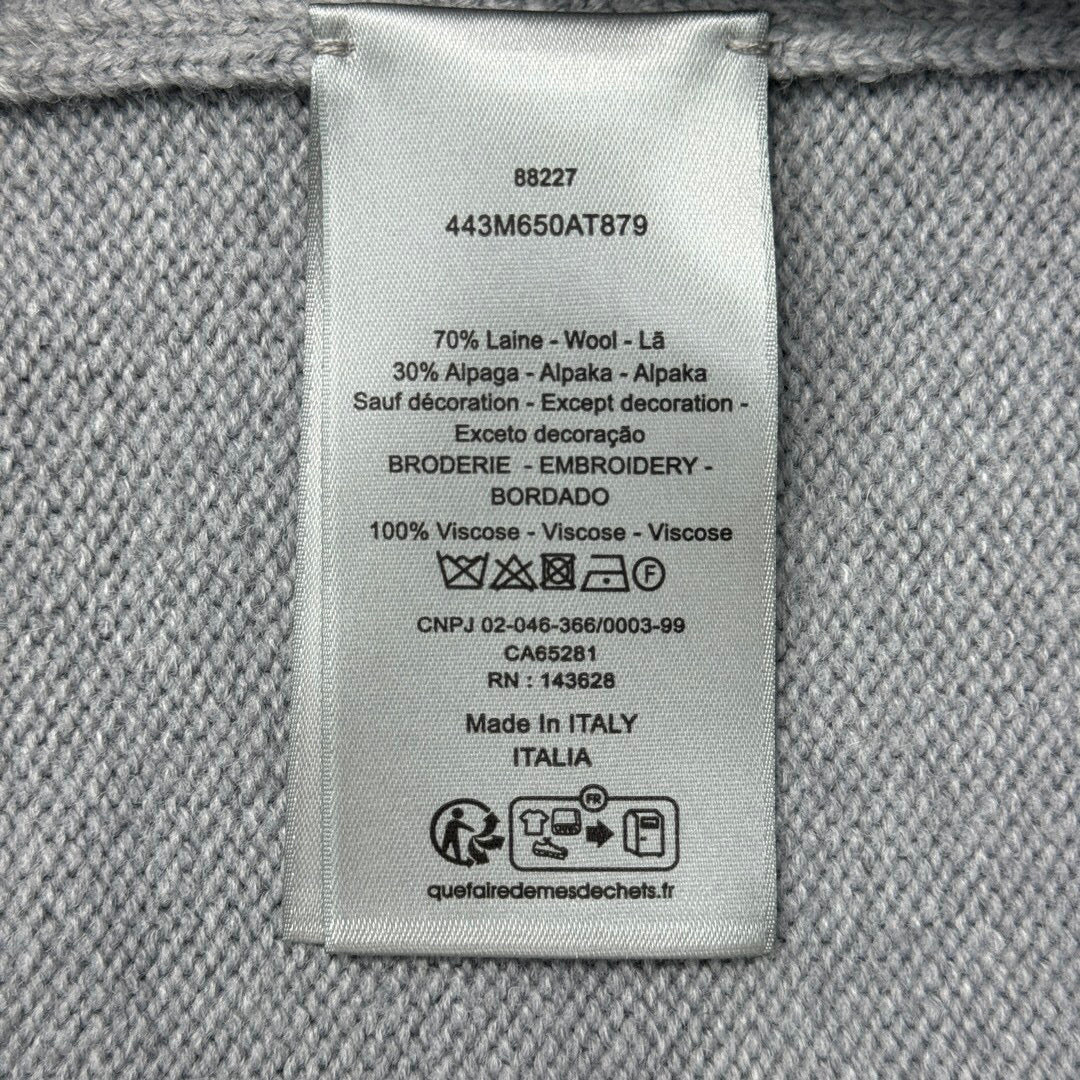 88227
443M650AT879
70% Laine - Wool - Lã
30% Alpaga - Alpaka - Alpaka
Sauf décoration - Except decoration -
Exceto decoração
BRODERIE - EMBROIDERY -
BORDADO
100% Viscose - Viscose - Viscose
F
CNPJ 02-046-366/0003-99
CA65281
RN : 143628
Made In ITALY
ITALIA
FR
quefairedemesdechets.fr